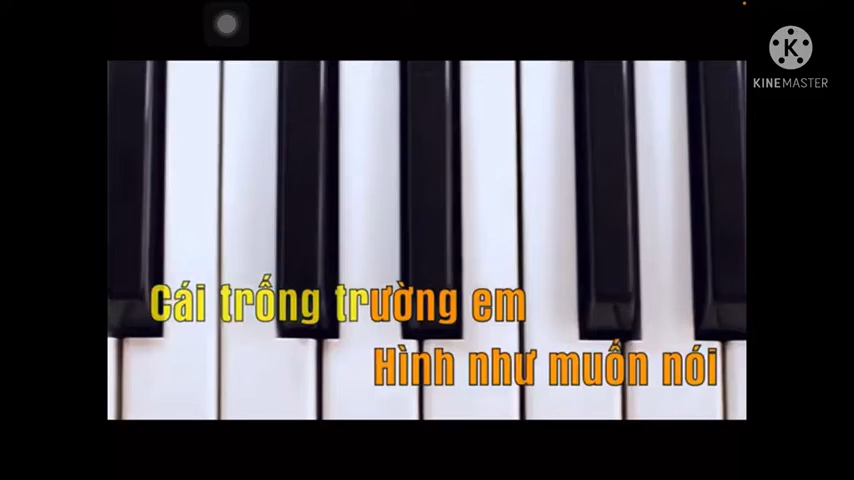 K
KINEMASTER
Cái trống trường em
Hình như muốn nói